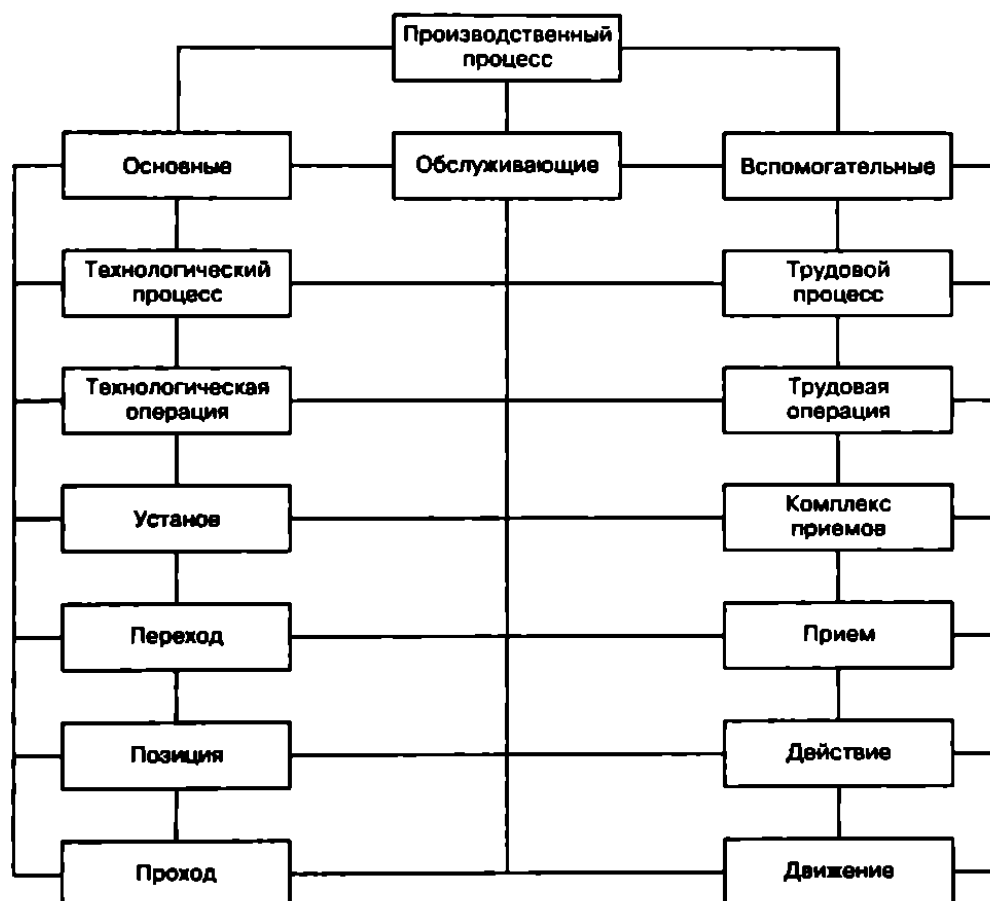 Производственный
процесс
Основные
Обслуживающие
Вспомогательные
Технологический
процесс
Трудовой
процесс
Технологическая
операция
Трудовая
операция
Установ
Комплекс
приемов
Переход
Прием
Позиция
Действие
Проход
Движение